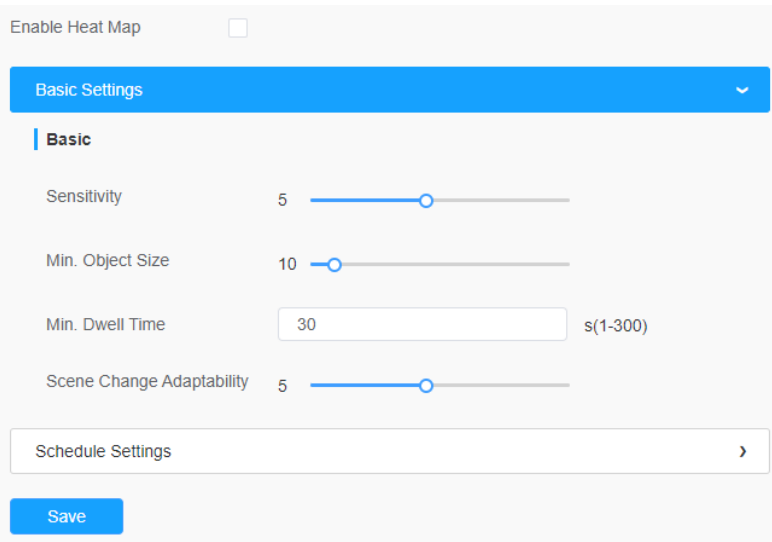 Enable Heat Map
Basic Settings
Basic
Sensitivity 5
Min. Object Size 10
Min. Dwell Time 30 s(1-300)
Scene Change Adaptability 5
Schedule Settings
Save